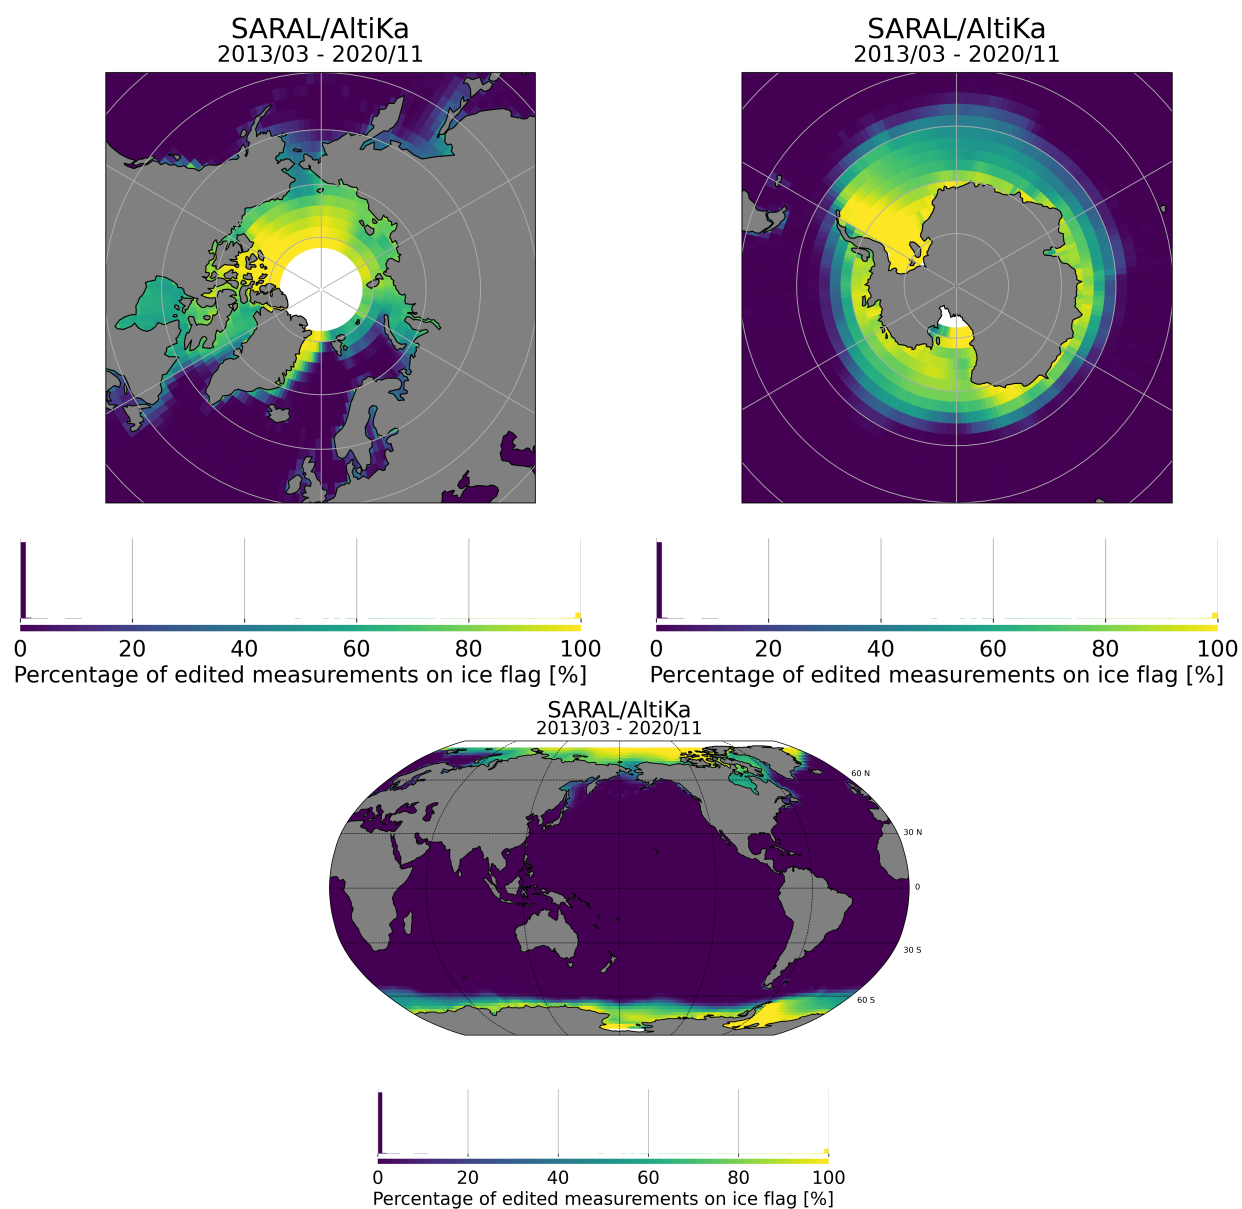 SARAL/AltiKa
2013/03 - 2020/11
0 20 40 60 80 100
Percentage of edited measurements on ice flag [%]
SARAL/AltiKa
2013/03 - 2020/11
0 20 40 60 80 100
Percentage of edited measurements on ice flag [%]
SARAL/AltiKa
2013/03 - 2020/11
60 N
30 N
0
30 S
60 S
0 20 40 60 80 100
Percentage of edited measurements on ice flag [%]